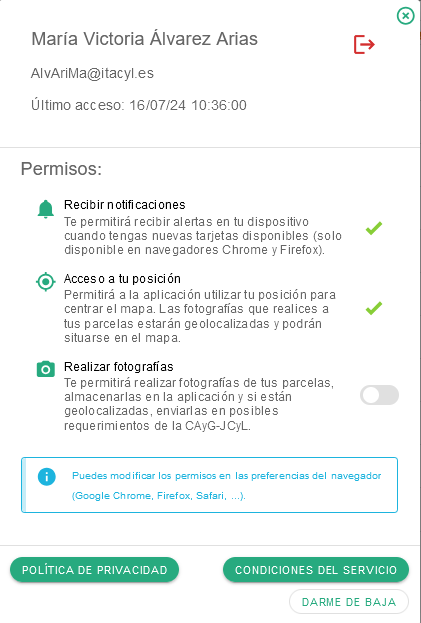 María Victoria Álvarez Arias
AlvAriMa@itacyl.es
Último acceso: 16/07/24 10:36:00
Permisos:
Recibir notificaciones
Te permitirá recibir alertas en tu dispositivo
cuando tengas nuevas tarjetas disponibles (solo
disponible en navegadores Chrome y Firefox).
Acceso a tu posición
Permitirá a la aplicación utilizar tu posición para
centrar el mapa. Las fotografías que realices a
tus parcelas estarán geolocalizadas y podrán
situarse en el mapa.
Realizar fotografías
Te permitirá realizar fotografías de tus parcelas,
almacenarlas en la aplicación y si están
geolocalizadas, enviarlas en posibles
requerimientos de la CAyG-JCyL.
Puedes modificar los permisos en las preferencias del navegador
(Google Chrome, Firefox, Safari, ...).
POLÍTICA DE PRIVACIDAD
CONDICIONES DEL SERVICIO
DARME DE BAJA